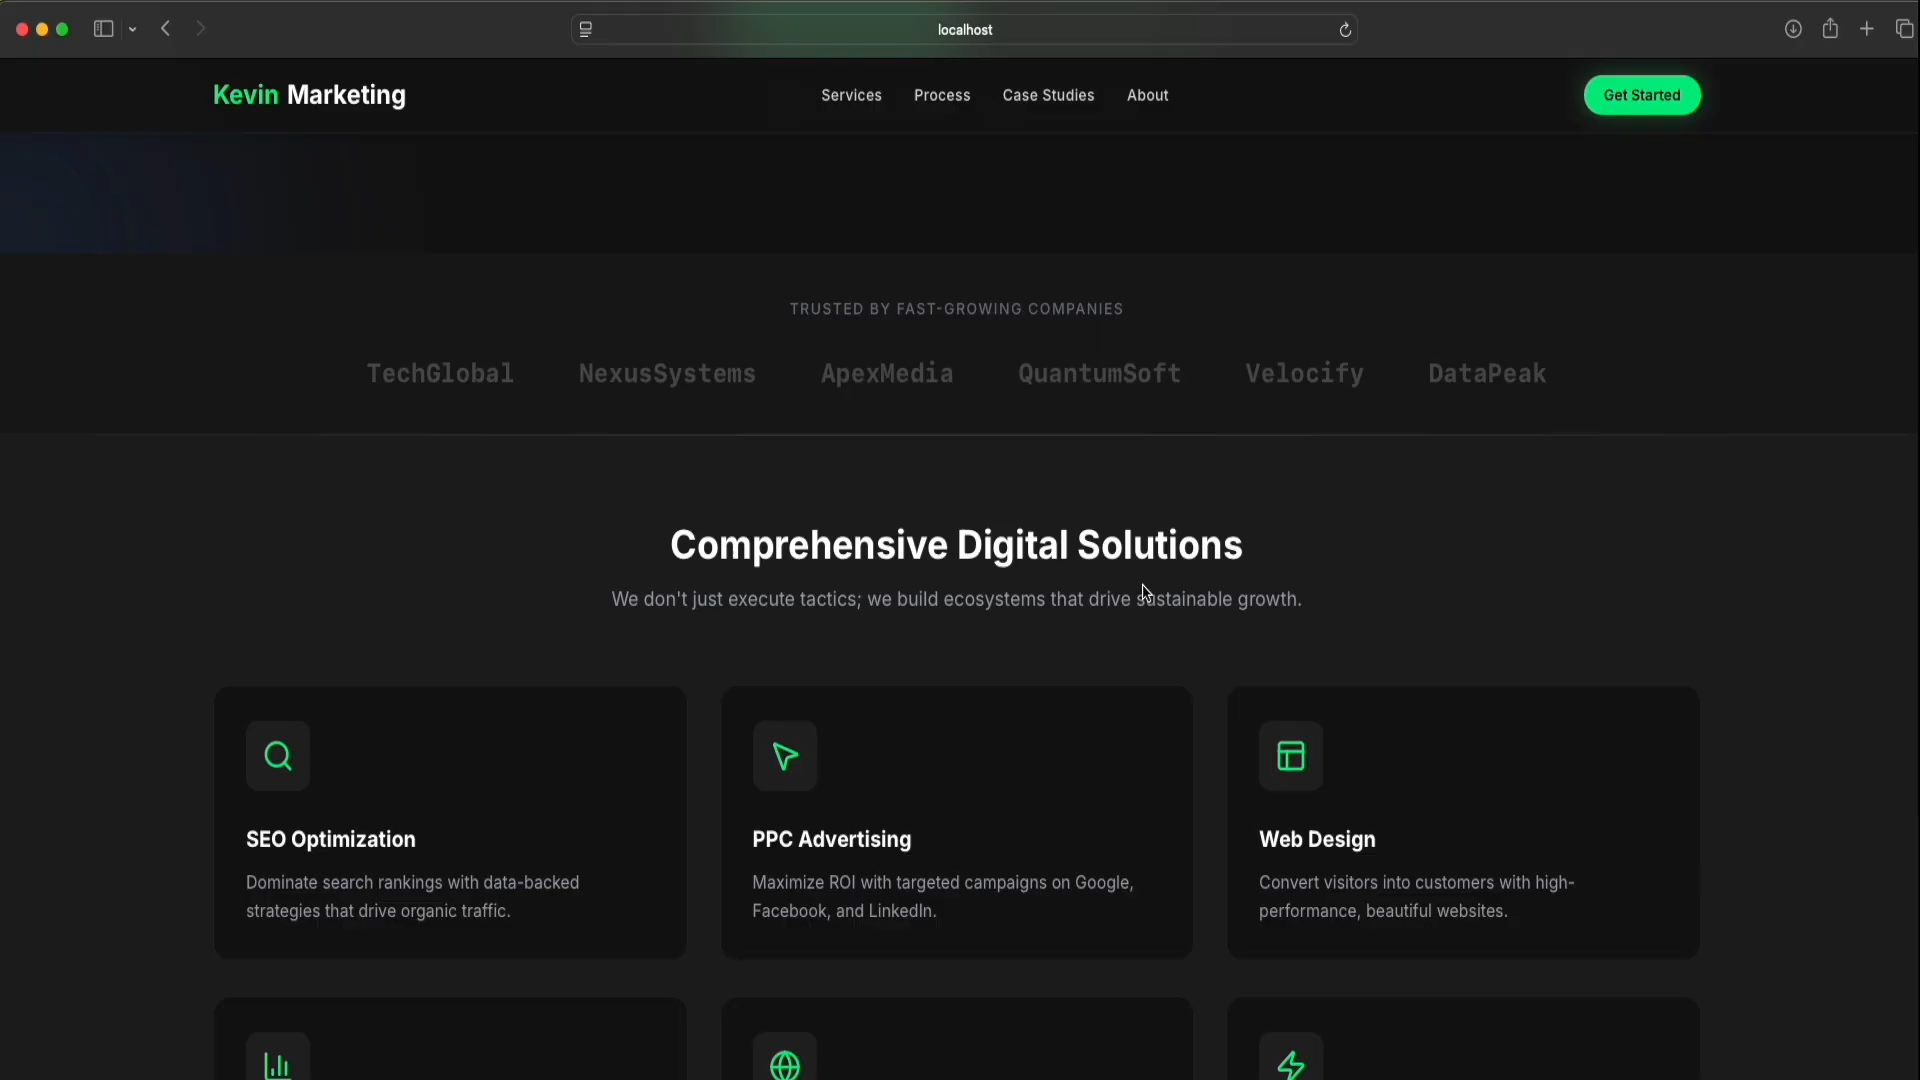 localhost
Kevin Marketing
Services Process Case Studies About
Get Started
TRUSTED BY FAST-GROWING COMPANIES
TechGlobal NexusSystems ApexMedia QuantumSoft Velocify DataPeak
Comprehensive Digital Solutions
We don't just execute tactics; we build ecosystems that drive sustainable growth.
SEO Optimization
Dominate search rankings with data-backed
strategies that drive organic traffic.
PPC Advertising
Maximize ROI with targeted campaigns on Google,
Facebook, and LinkedIn.
Web Design
Convert visitors into customers with high-
performance, beautiful websites.